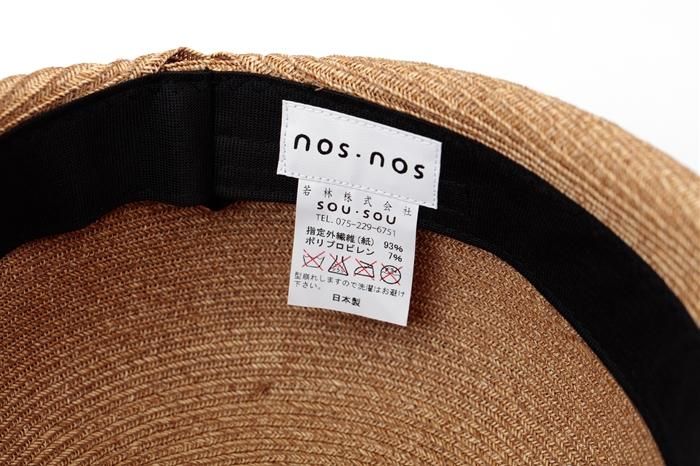 nos·nos
若林株式会社
SOU·SOU
TEL. 075-229-6751
指定外繊維(紙) 93%
ポリプロピレン 7%
型崩れしますので洗濯はお避け
下さい。
日本製